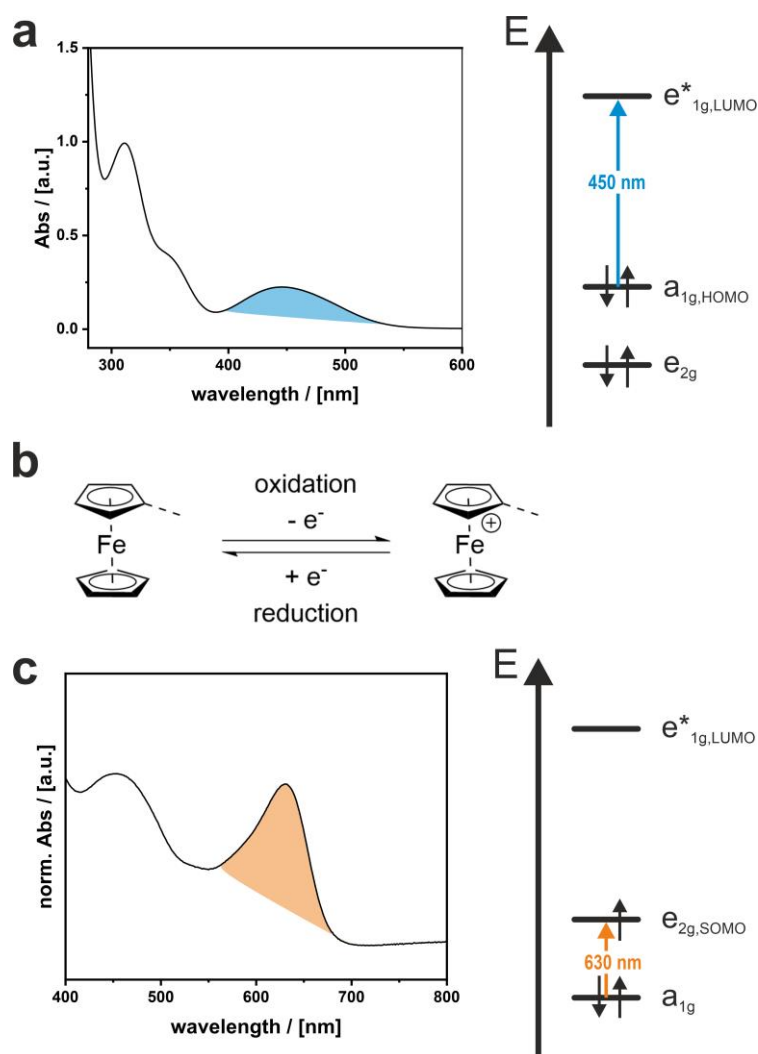 a
1.5
1.0
0.5
0.0
Abs / [a.u.]
300 400 500 600
wavelength / [nm]
E
e*1g,LUMO
450 nm
a1g,HOMO
e2g
b
oxidation
- e-
+ e-
reduction
Fe
Fe
+
c
norm. Abs / [a.u.]
400 500 600 700 800
wavelength / [nm]
E
e*1g,LUMO
e2g,SOMO
630 nm
a1g